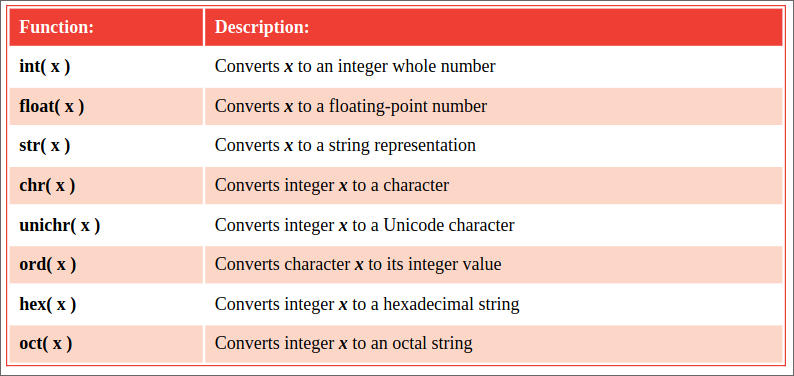 Function: Description:
int( x ) Converts x to an integer whole number
float( x ) Converts x to a floating-point number
str( x ) Converts x to a string representation
chr( x ) Converts integer x to a character
unichr( x ) Converts integer x to a Unicode character
ord( x ) Converts character x to its integer value
hex( x ) Converts integer x to a hexadecimal string
oct( x ) Converts integer x to an octal string